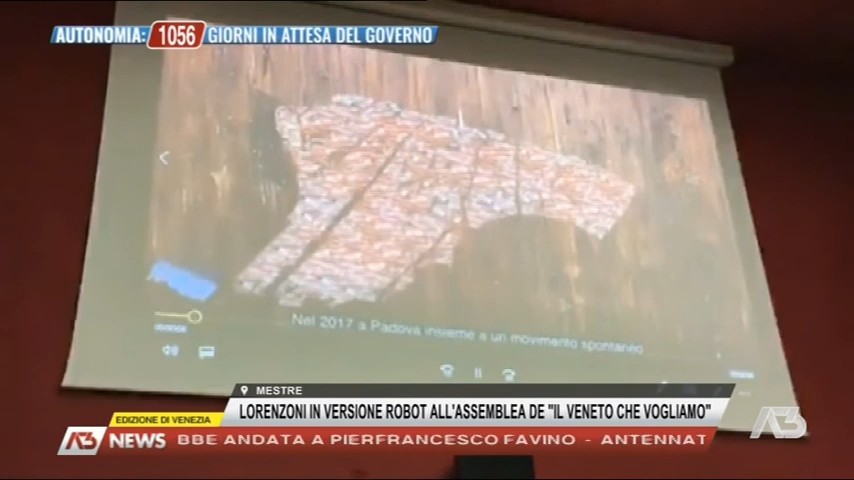 AUTONOMIA: 1056 GIORNI IN ATTESA DEL GOVERNO
Nel 2017 a Padova insieme a un movimento spontaneo
MESTRE
LORENZONI IN VERSIONE ROBOT ALL'ASSEMBLEA DE "IL VENETO CHE VOGLIAMO"
EDIZIONE DI VENEZIA
A3 NEWS BBE ANDATA A PIERFRANCESCO FAVINO - ANTENNAT
A3